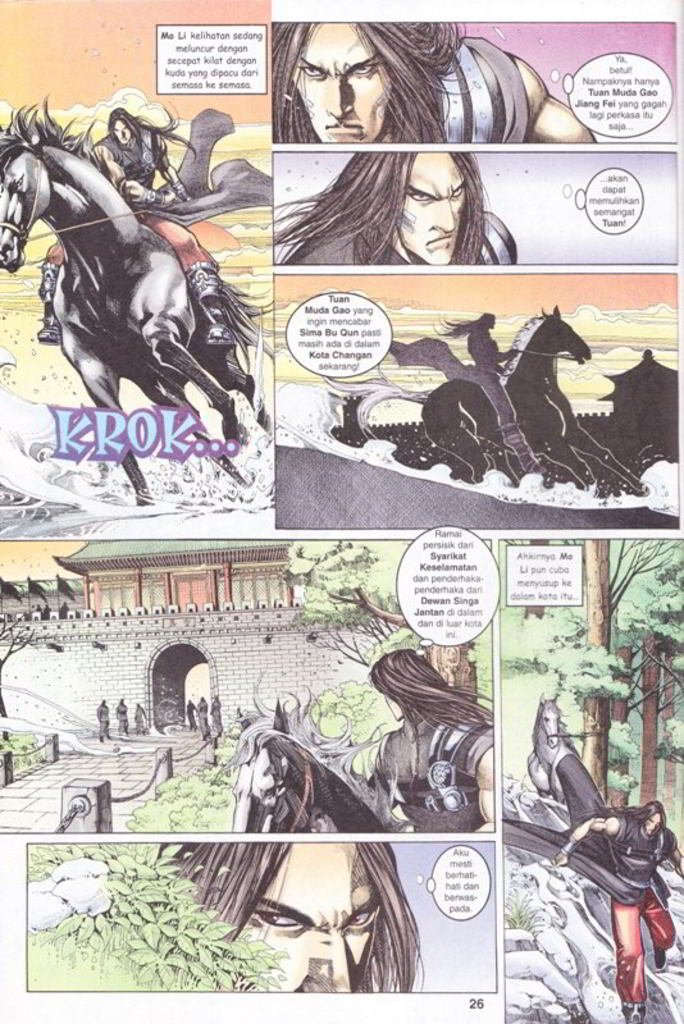 Mo Li kelihatan sedang
meluncur dengan
secepat kilat dengan
kuda yang dipacu dari
semasa ke semasa.
KROK...
Ya,
betul!
Nampaknya hanya
Tuan Muda Gao
Jiang Fei yang gagah
lagi perkasa itu
saja...
...akan
dapat
memulihkan
semangat
Tuan!
Tuan
Muda Gao yang
ingin mencabar
Sima Bu Qun pasti
masih ada di dalam
Kota Changan
sekarang!
Ramai
persisik dari
Syarikat
Keselamatan
dan penderhaka-
penderhaka dari
Dewan Singa
Jantan di dalam
dan di luar kota
ini.
Ahkirnya Mo
Li pun cuba
menyusup ke
dalam kota itu...
Aku
mesti
berhati-
hati dan
berwas-
pada.
26